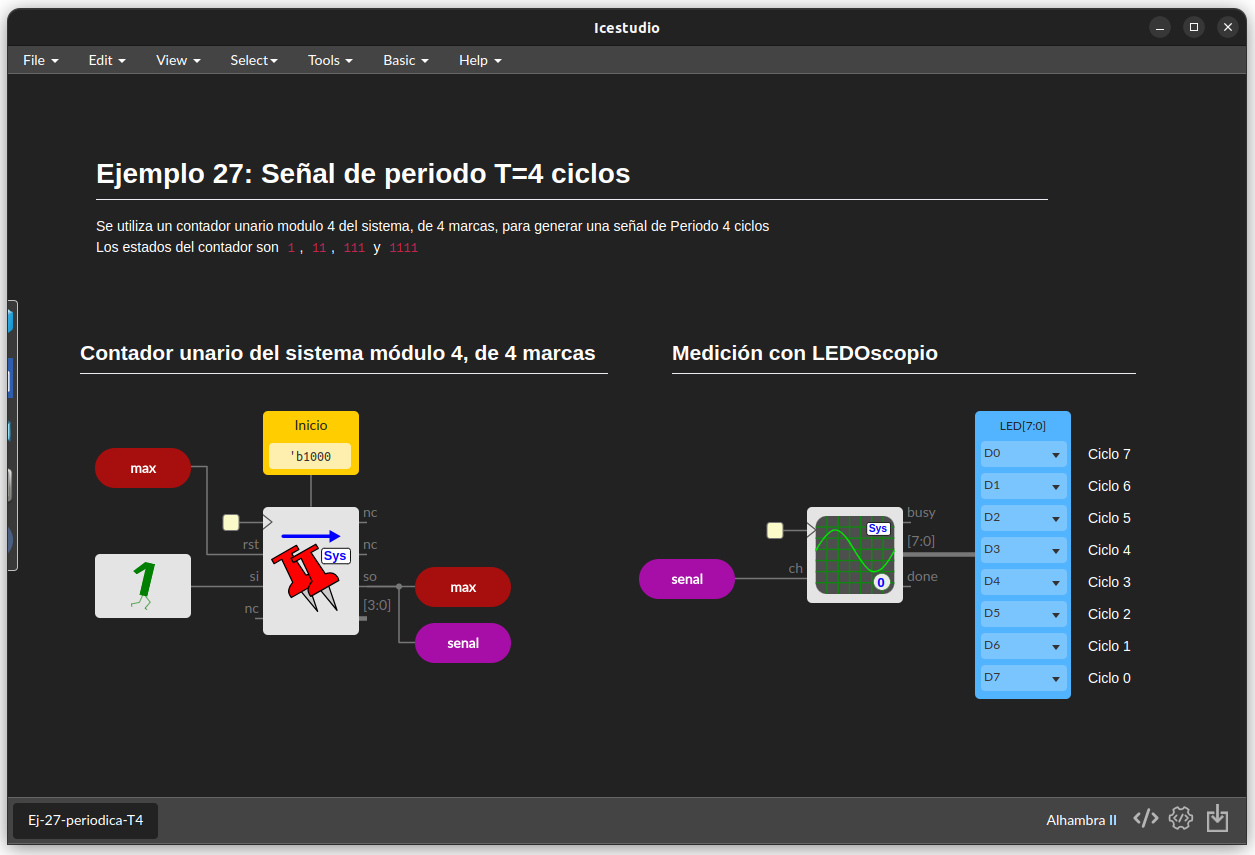 Icestudio
File Edit View Select Tools Basic Help
Ejemplo 27: Señal de periodo T=4 ciclos
Se utiliza un contador unario modulo 4 del sistema, de 4 marcas, para generar una señal de Periodo 4 ciclos
Los estados del contador son 1 , 11 , 111 y 1111
Contador unario del sistema módulo 4, de 4 marcas
Inicio
'b1000
max
rst
si
nc
1
Sys
nc
nc
so
[3:0]
max
senal
Medición con LEDOscopio
senal
ch
Sys
0
busy
[7:0]
done
LED[7:0]
D0 Ciclo 7
D1 Ciclo 6
D2 Ciclo 5
D3 Ciclo 4
D4 Ciclo 3
D5 Ciclo 2
D6 Ciclo 1
D7 Ciclo 0
Ej-27-periodica-T4
Alhambra II